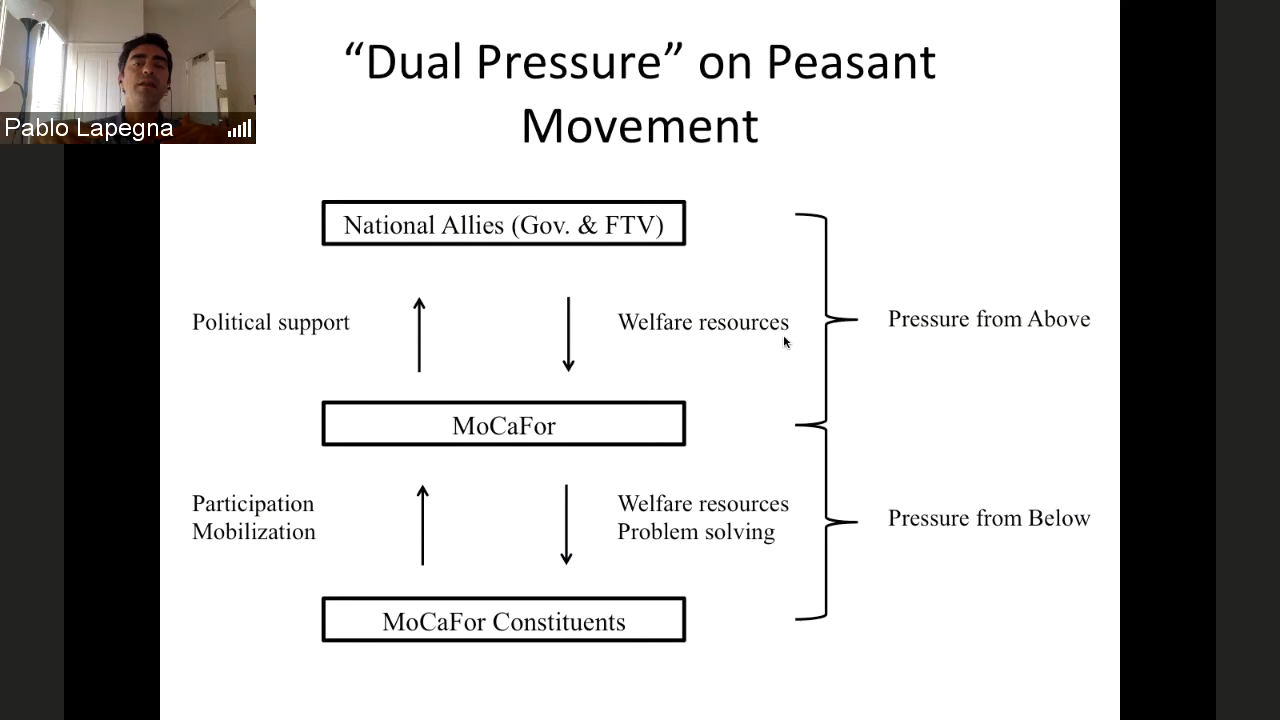 “Dual Pressure” on Peasant
Movement
Pablo Lapegna
National Allies (Gov. & FTV)
Political support
Welfare resources
Pressure from Above
MoCaFor
Participation
Mobilization
Welfare resources
Problem solving
Pressure from Below
MoCaFor Constituents